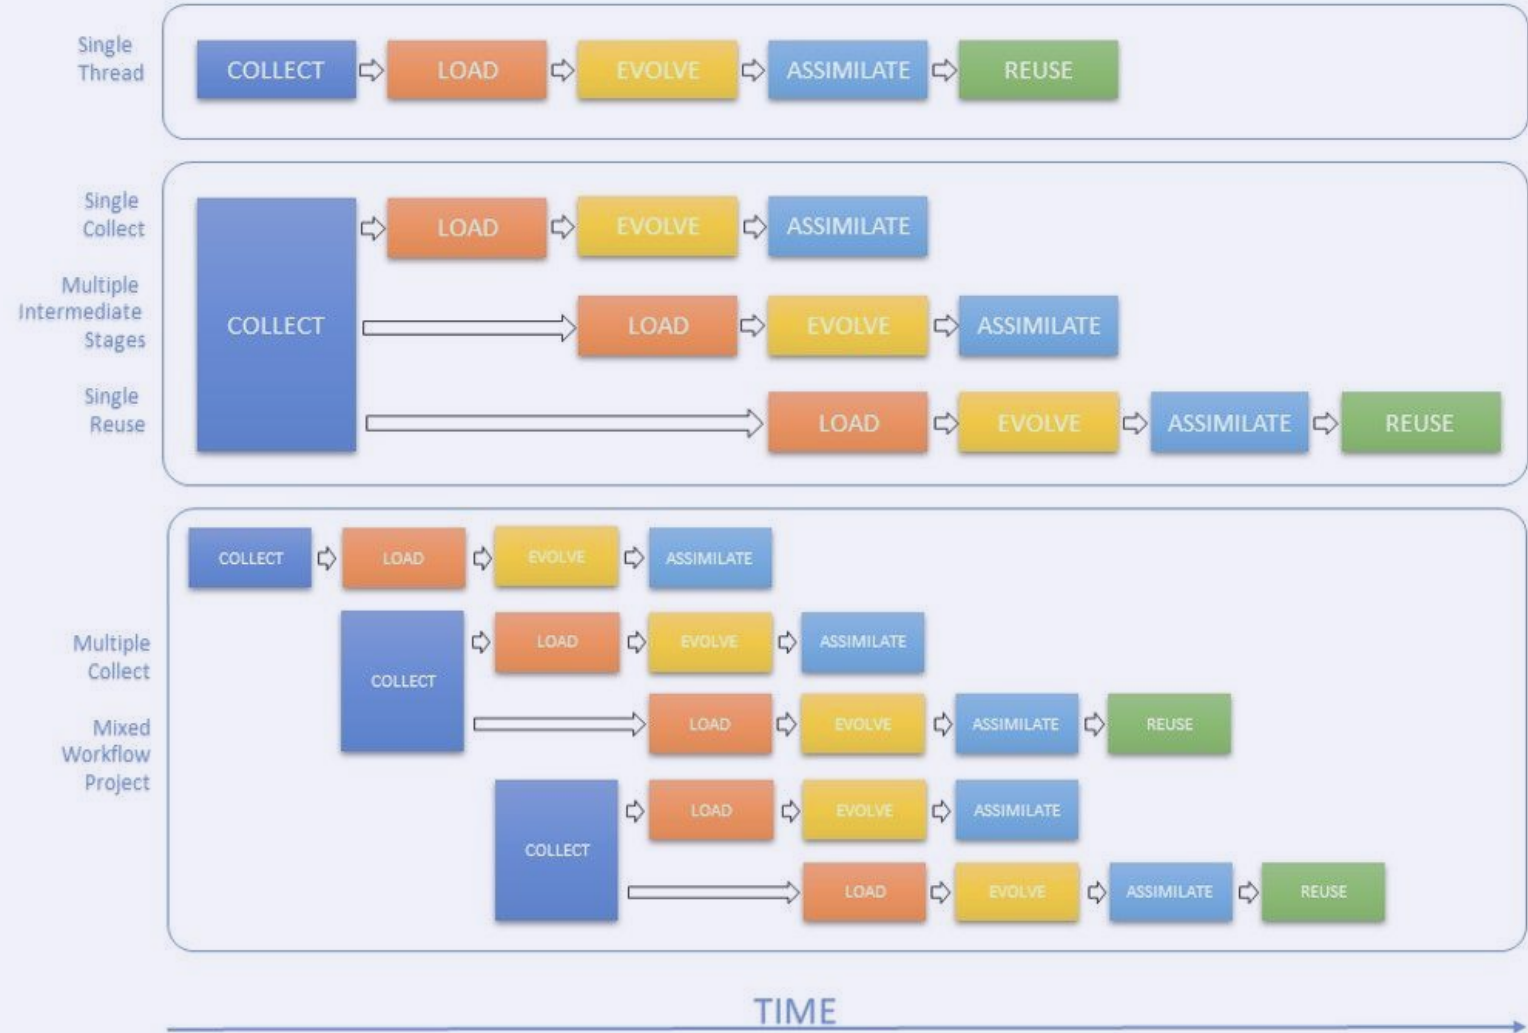 Single
Thread
COLLECT
LOAD
EVOLVE
ASSIMILATE
REUSE
Single
Collect
Multiple
Intermediate
Stages
Single
Reuse
COLLECT
LOAD
EVOLVE
ASSIMILATE
LOAD
EVOLVE
ASSIMILATE
LOAD
EVOLVE
ASSIMILATE
REUSE
Multiple
Collect
Mixed
Workflow
Project
COLLECT
LOAD
EVOLVE
ASSIMILATE
COLLECT
LOAD
EVOLVE
ASSIMILATE
LOAD
EVOLVE
ASSIMILATE
REUSE
COLLECT
LOAD
EVOLVE
ASSIMILATE
LOAD
EVOLVE
ASSIMILATE
REUSE
TIME